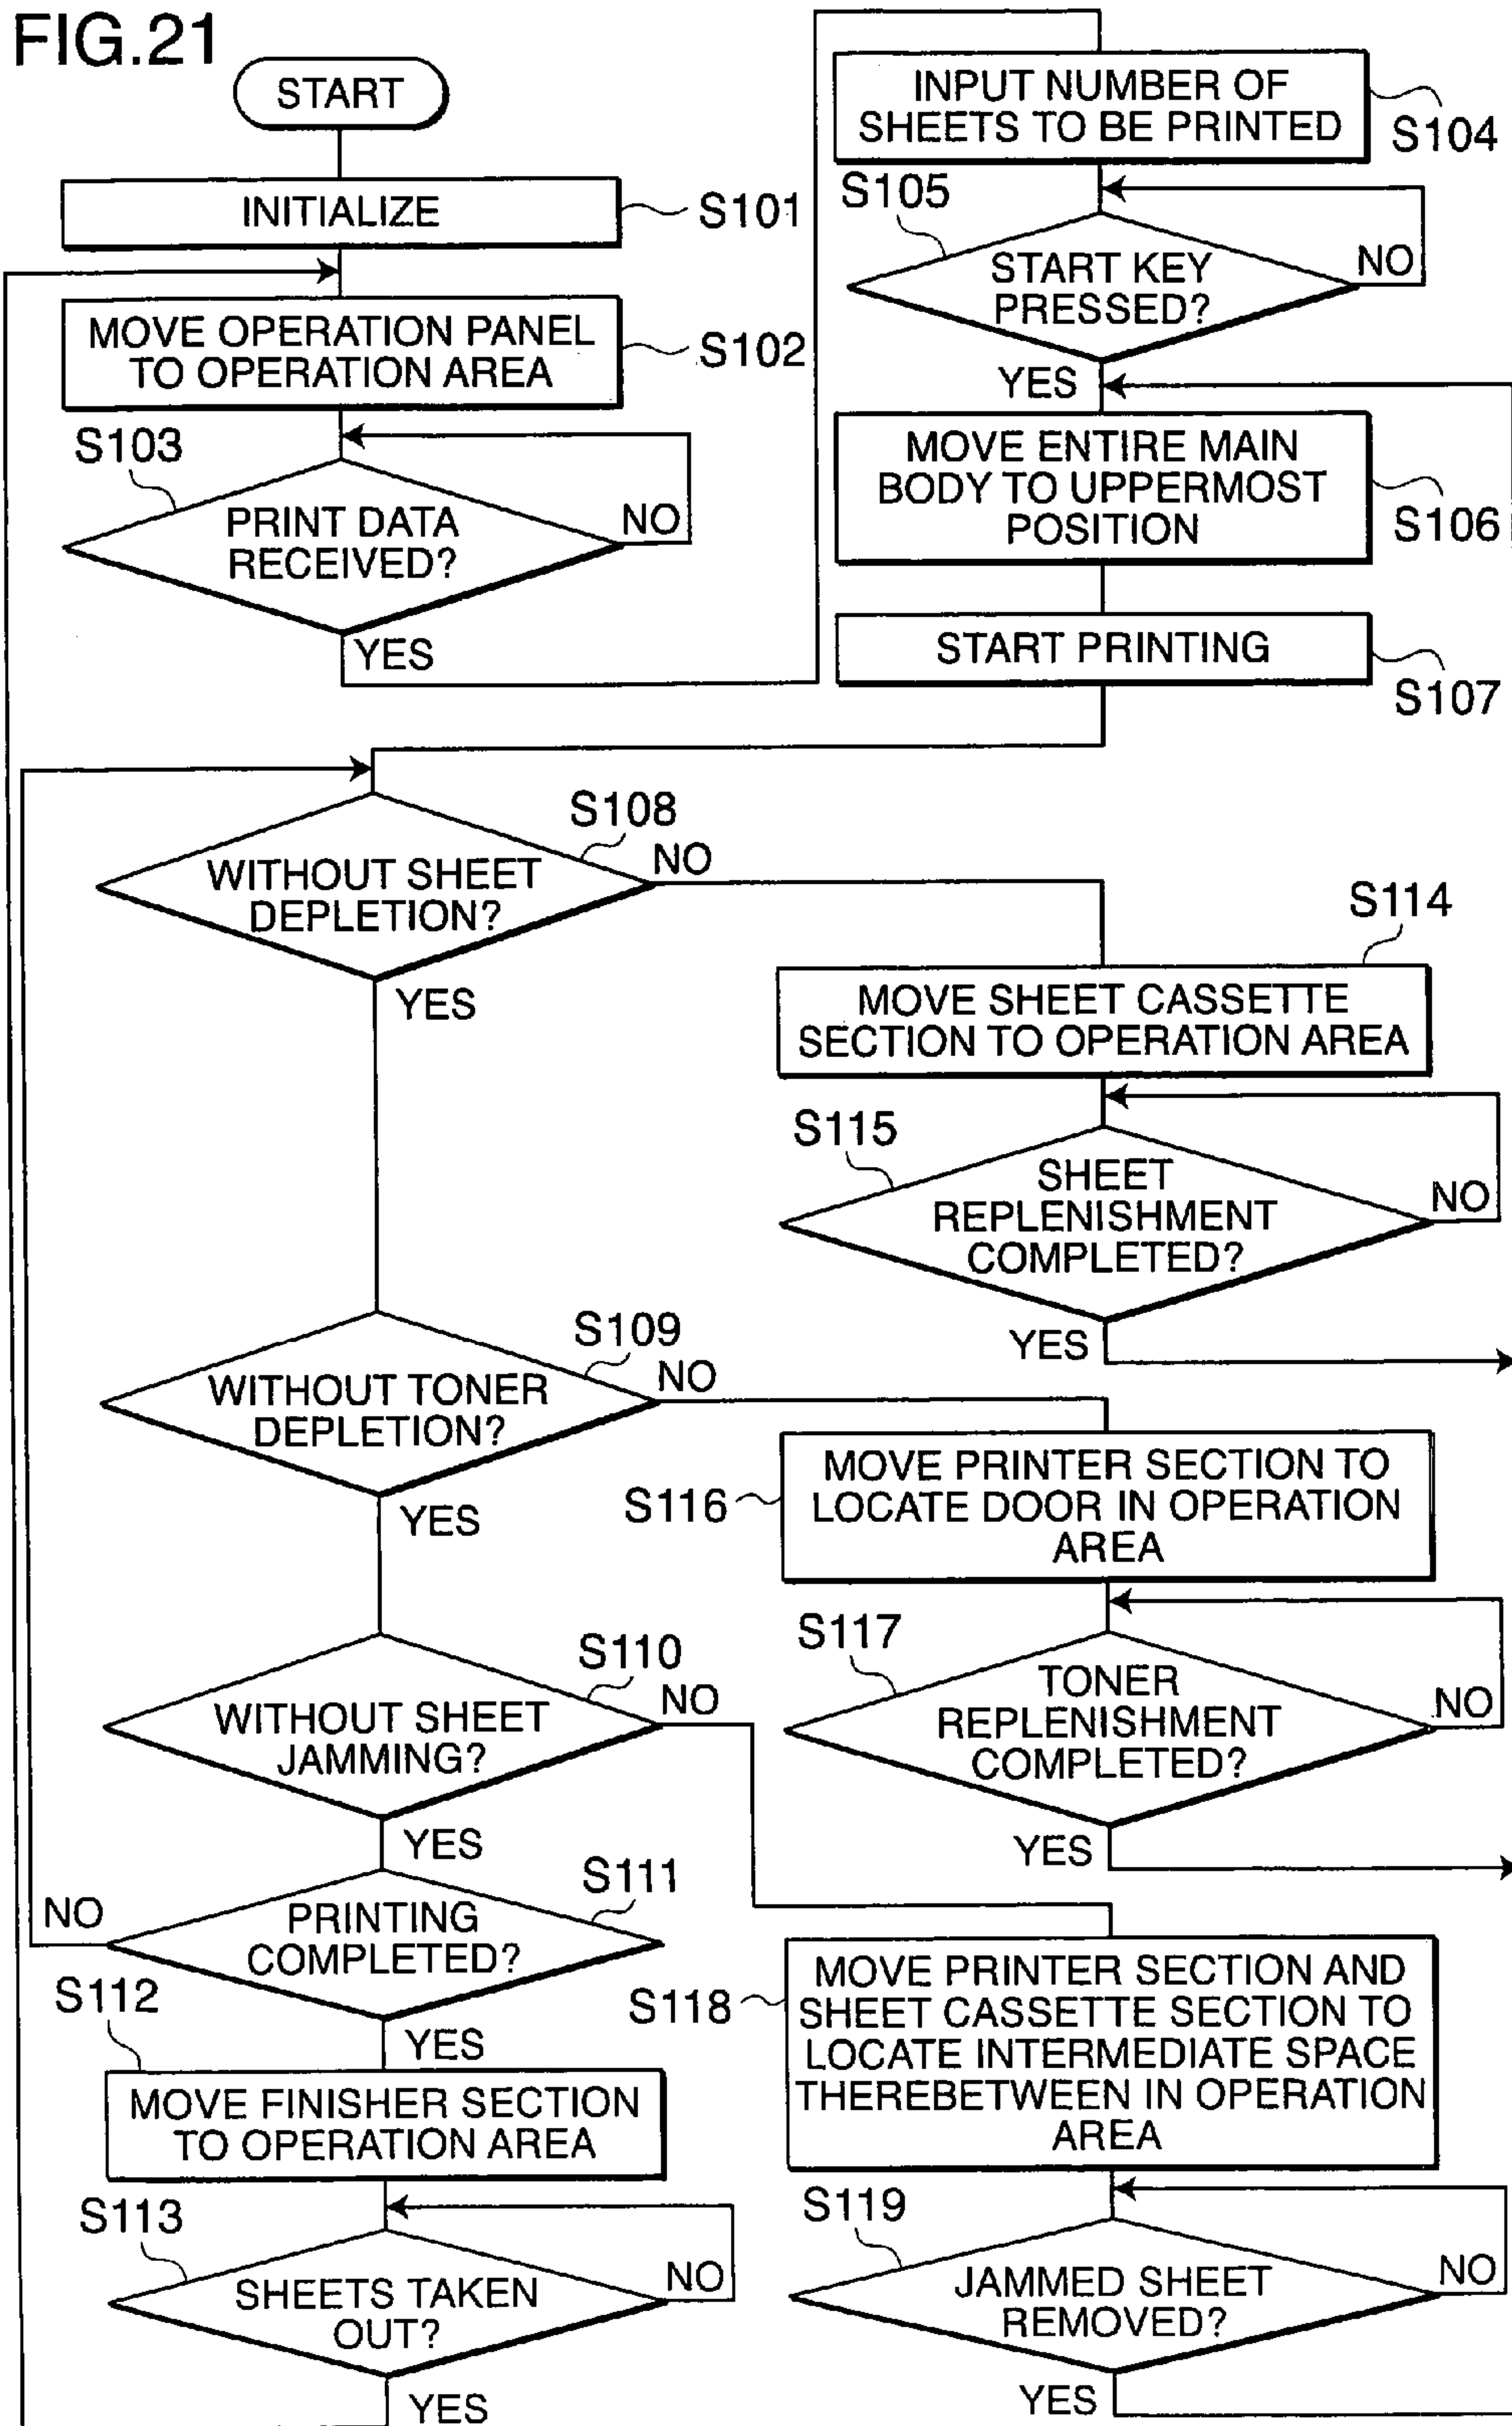 FIG.21
START
INITIALIZE
S101
MOVE OPERATION PANEL
TO OPERATION AREA
S102
S103
PRINT DATA
RECEIVED?
NO
YES
INPUT NUMBER OF
SHEETS TO BE PRINTED
S104
S105
START KEY
PRESSED?
NO
YES
MOVE ENTIRE MAIN
BODY TO UPPERMOST
POSITION
S106
START PRINTING
S107
S108
WITHOUT SHEET
DEPLETION?
NO
YES
S114
MOVE SHEET CASSETTE
SECTION TO OPERATION AREA
S115
SHEET
REPLENISHMENT
COMPLETED?
NO
YES
S109
WITHOUT TONER
DEPLETION?
NO
YES
S116
MOVE PRINTER SECTION TO
LOCATE DOOR IN OPERATION
AREA
S117
TONER
REPLENISHMENT
COMPLETED?
NO
YES
S110
WITHOUT SHEET
JAMMING?
NO
YES
S111
PRINTING
COMPLETED?
NO
YES
S112
MOVE FINISHER SECTION
TO OPERATION AREA
S113
SHEETS TAKEN
OUT?
NO
YES
S118
MOVE PRINTER SECTION AND
SHEET CASSETTE SECTION TO
LOCATE INTERMEDIATE SPACE
THEREBETWEEN IN OPERATION
AREA
S119
JAMMED SHEET
REMOVED?
NO
YES